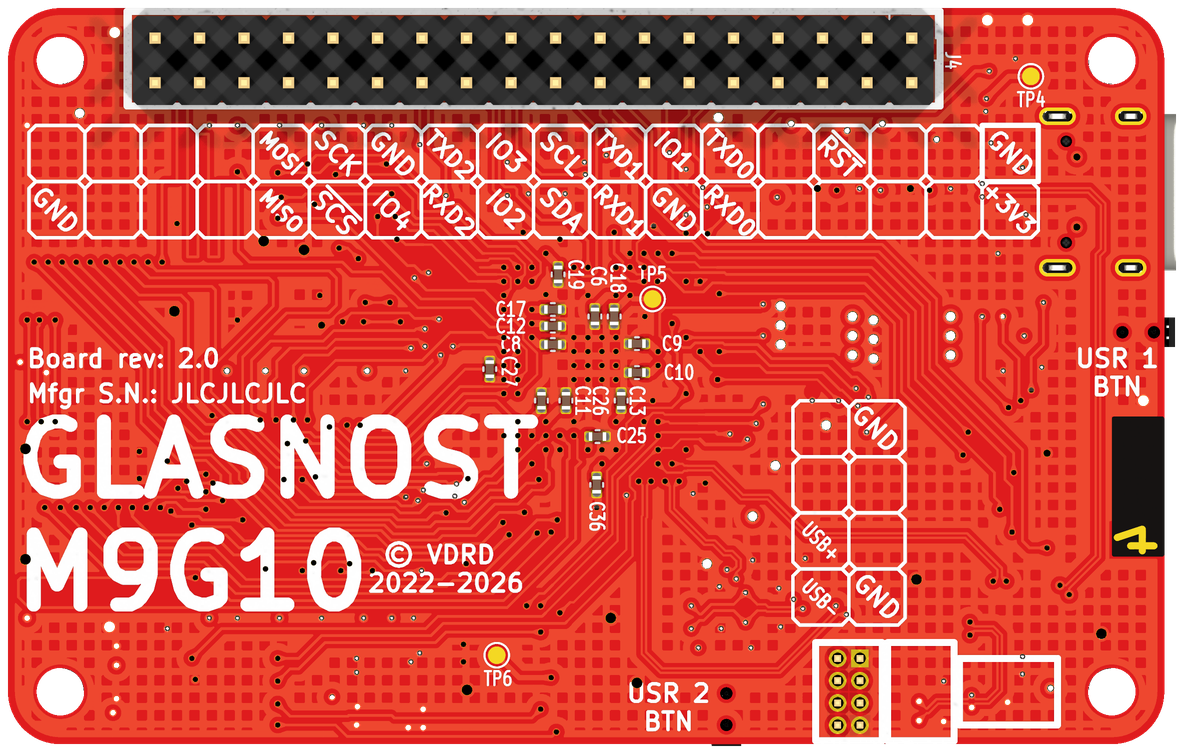 J4
TP4
MOSI SCK GND TXD2 IO3 SCL TXD1 IO1 TXD0 RST GND
GND MISO SCS IO4 RXD2 IO2 SDA RXD1 GND RXD0 +3V3
C19 C6 C18 TP5
C17
C12
C8 C9
C27 C10
C11 C26 C13
C25
C36
Board rev: 2.0
Mfgr S.N.: JLCJLCJLC
GLASNOST
M9G10
© VDRD
2022-2026
USR 1
BTN
GND
USB+
USB- GND
TP6
USR 2
BTN